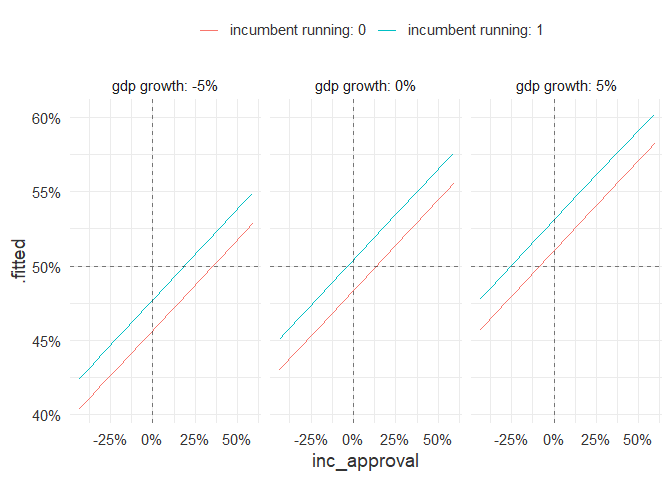 incumbent running: 0 incumbent running: 1
gdp growth: -5% gdp growth: 0% gdp growth: 5%
60%
55%
50%
45%
40%
.fitted
-25% 0% 25% 50% -25% 0% 25% 50% -25% 0% 25% 50%
inc_approval